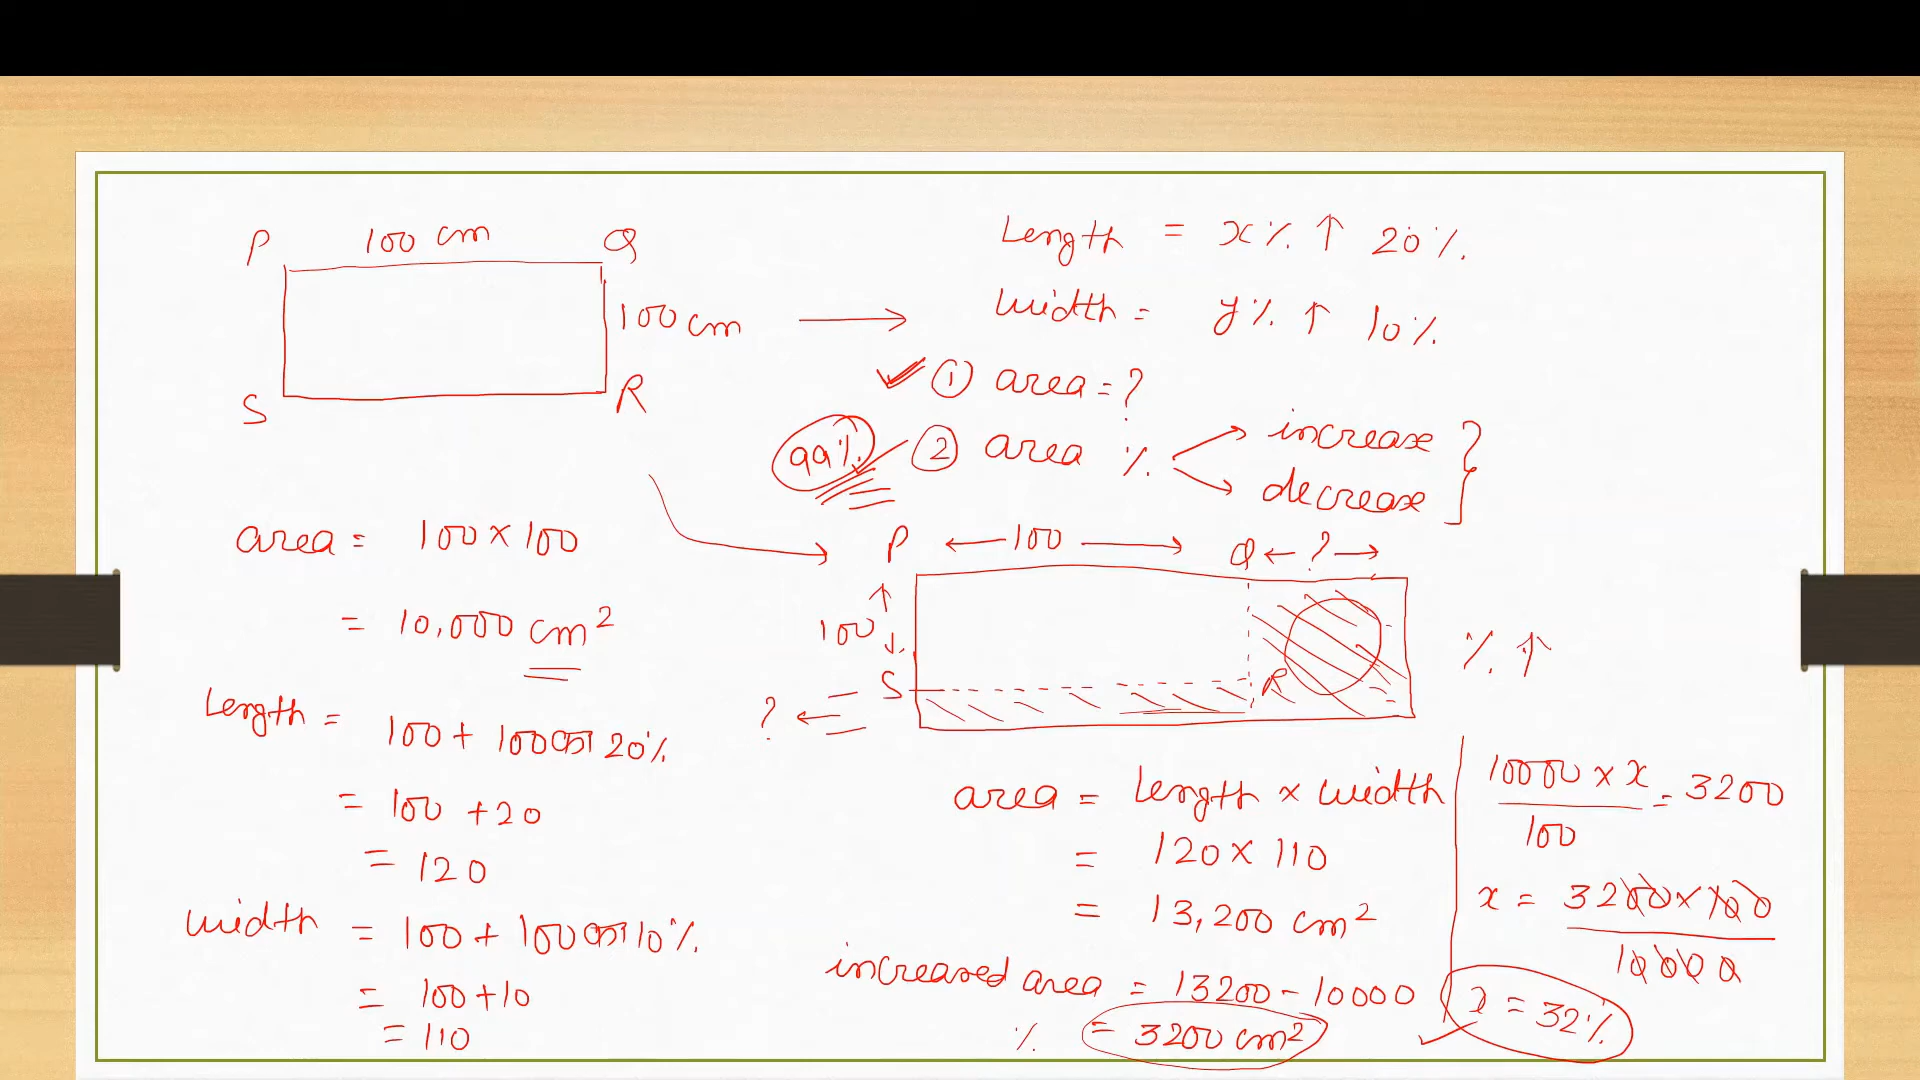 P 100 cm Q
100 cm
S R
Length = x% ↑ 20%.
width = y% ↑ 10%.
① area = ?
99% ② area % → increase }
→ decrease
area = 100 × 100
= 10,000 cm²
P ← 100 → Q ← ? →
100
S R
? ←
% ↑
Length = 100 + 100 का 20%
= 100 + 20
= 120
width = 100 + 100 का 10%
= 100 + 10
= 110
area = Length × width
= 120 × 110
= 13,200 cm²
increased area = 13200 - 10000
% = 3200 cm²
10000 × x / 100 = 3200
x = 3200 × 100 / 10000
x = 32%